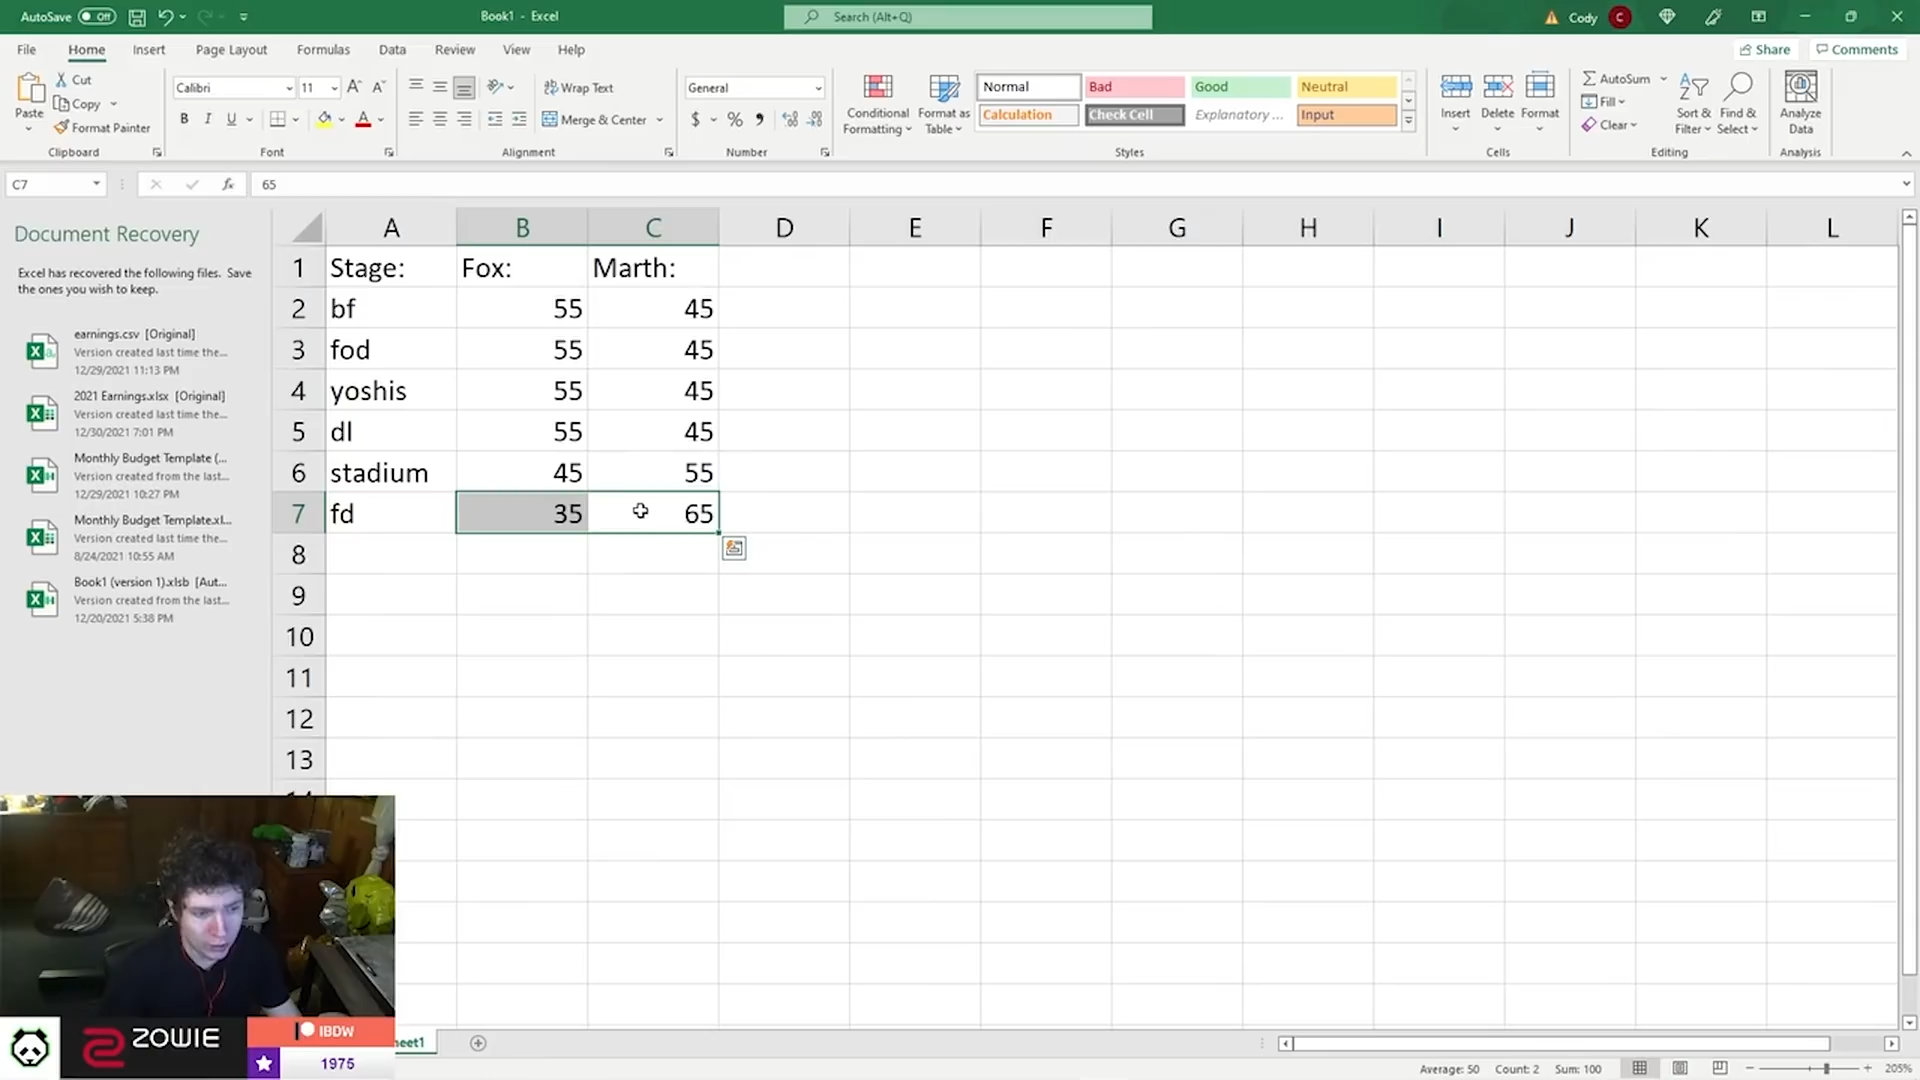 AutoSave Off Book1 - Excel Search (Alt+Q) Cody C
File Home Insert Page Layout Formulas Data Review View Help Share Comments
Paste Cut Copy Format Painter Clipboard
Calibri 11 A A B I U A Font
Wrap Text Merge & Center Alignment
General $ % Number
Conditional Formatting Format as Table
Normal Bad Good Neutral
Calculation Check Cell Explanatory ... Input
Styles
Insert Delete Format Cells
AutoSum Fill Clear Sort & Filter Find & Select Editing
Analyze Data Analysis
C7 fx 65
Document Recovery
Excel has recovered the following files. Save
the ones you wish to keep.
earnings.csv [Original]
Version created last time the...
12/29/2021 11:13 PM
2021 Earnings.xlsx [Original]
Version created last time the...
12/30/2021 7:01 PM
Monthly Budget Template (...
Version created from the last...
12/29/2021 10:27 PM
Monthly Budget Template.xl...
Version created last time the...
8/24/2021 10:55 AM
Book1 (version 1).xlsb [Aut...
Version created from the last...
12/20/2021 5:38 PM
A B C D E F G H I J K L
1 Stage: Fox: Marth:
2 bf 55 45
3 fod 55 45
4 yoshis 55 45
5 dl 55 45
6 stadium 45 55
7 fd 35 65
8
9
10
11
12
13
ZOWIE
IBDW
1975
eet1
Average: 50 Count: 2 Sum: 100 205%